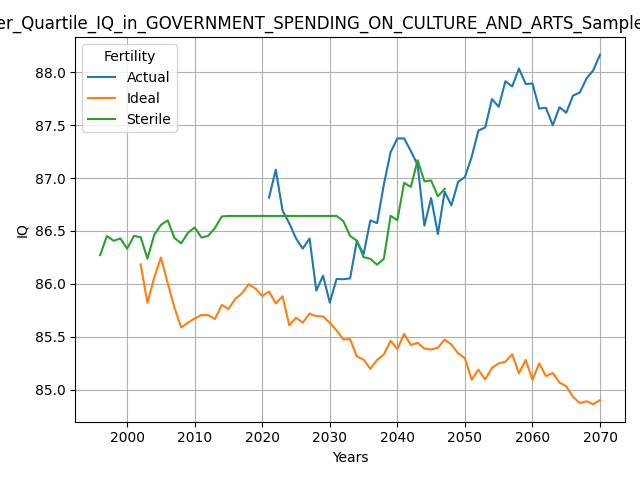 er_Quartile_IQ_in_GOVERNMENT_SPENDING_ON_CULTURE_AND_ARTS_Sample
Fertility
Actual
Ideal
Sterile
88.0
87.5
87.0
86.5
86.0
85.5
85.0
IQ
2000 2010 2020 2030 2040 2050 2060 2070
Years